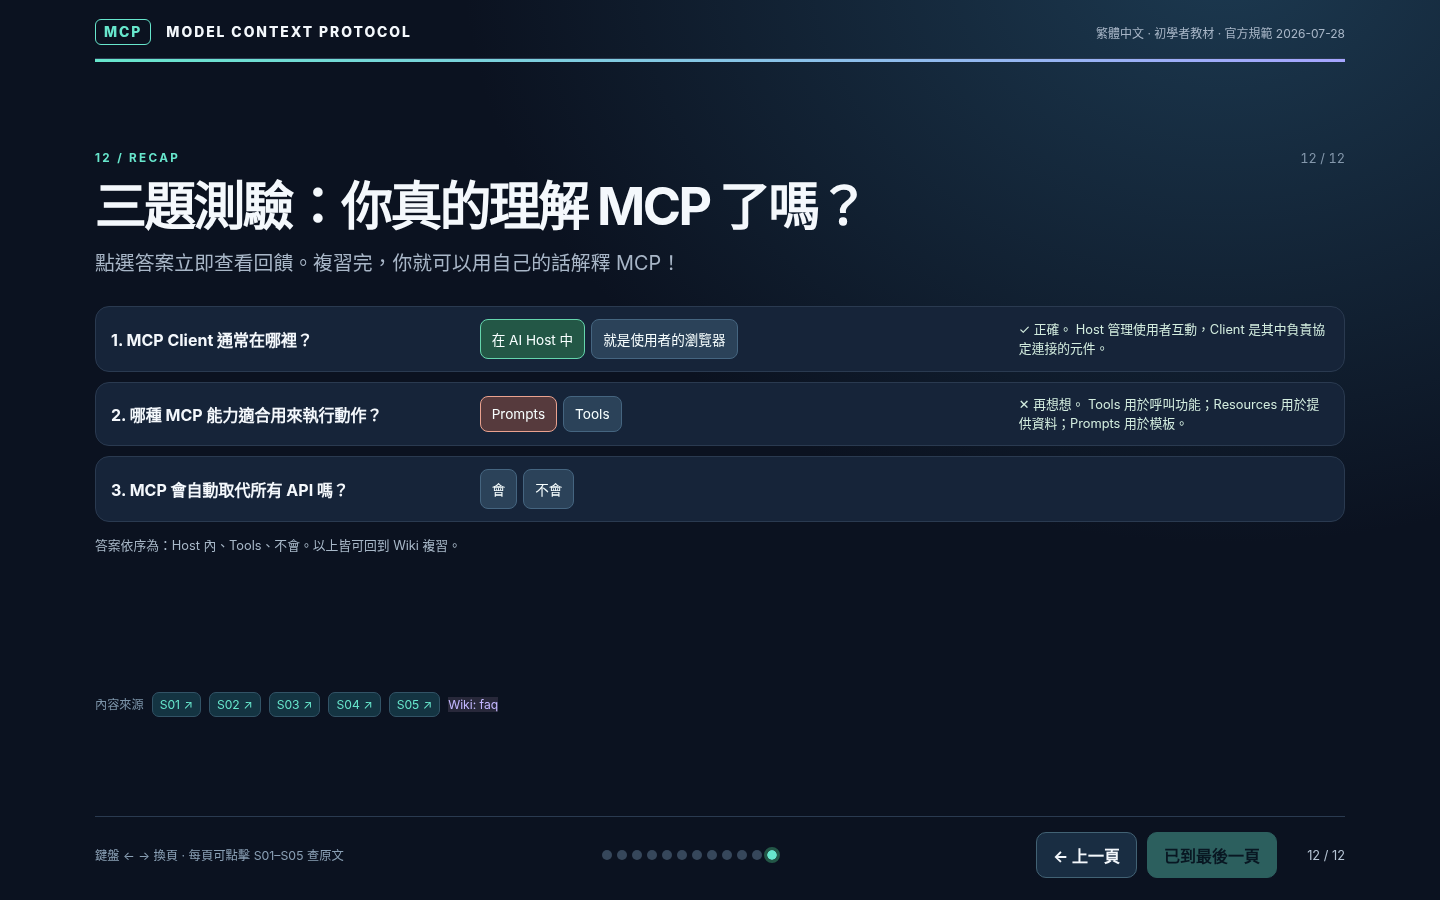 MCP MODEL CONTEXT PROTOCOL
繁體中文 · 初學者教材 · 官方規範 2026-07-28
12 / RECAP
12 / 12
三題測驗：你真的理解 MCP 了嗎？
點選答案立即查看回饋。複習完，你就可以用自己的話解釋 MCP！
1. MCP Client 通常在哪裡？
在 AI Host 中
就是使用者的瀏覽器
✓ 正確。 Host 管理使用者互動，Client 是其中負責協
定連接的元件。
2. 哪種 MCP 能力適合用來執行動作？
Prompts
Tools
✕ 再想想。 Tools 用於呼叫功能；Resources 用於提
供資料；Prompts 用於模板。
3. MCP 會自動取代所有 API 嗎？
會
不會
答案依序為：Host 內、Tools、不會。以上皆可回到 Wiki 複習。
內容來源 S01 ↗ S02 ↗ S03 ↗ S04 ↗ S05 ↗ Wiki: faq
鍵盤 ← → 換頁 · 每頁可點擊 S01–S05 查原文
← 上一頁
已到最後一頁
12 / 12